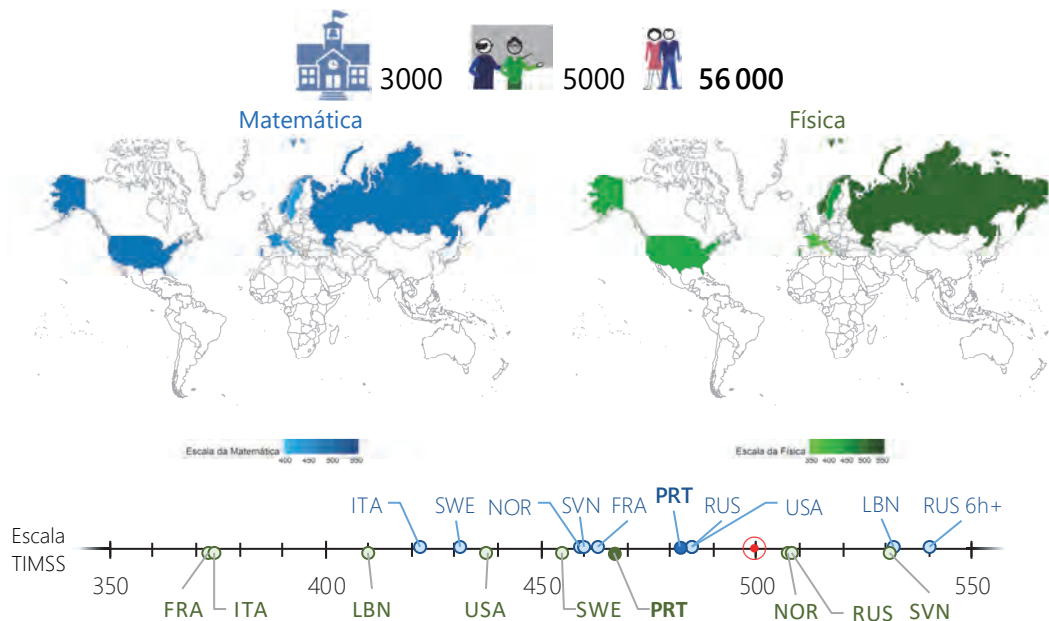 3000 5000 56 000
Matemática Física
Escala da Matemática 400 450 500 550
Escala da Física 350 400 450 500 550
ITA SWE NOR SVN FRA PRT RUS USA LBN RUS 6h+
Escala
TIMSS
350 400 450 500 550
FRA ITA LBN USA SWE PRT NOR RUS SVN